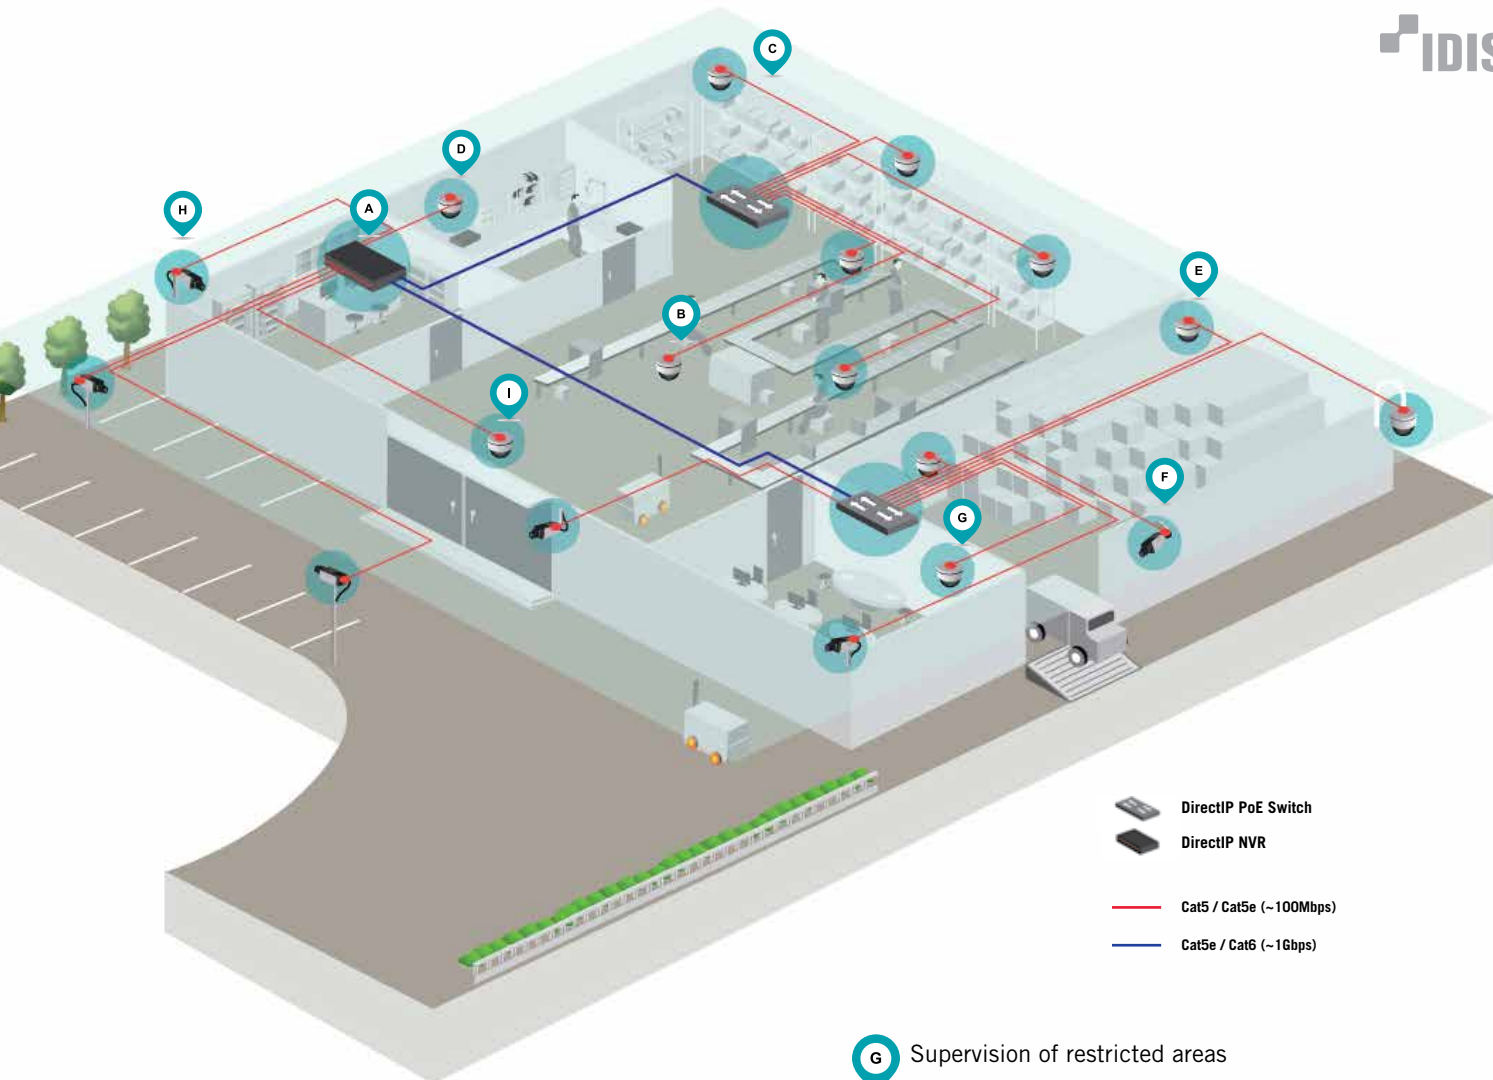 C
IDIS
D
A
H
E
B
I
F
G
DirectIP PoE Switch
DirectIP NVR
Cat5 / Cat5e (~100Mbps)
Cat5e / Cat6 (~1Gbps)
G Supervision of restricted areas